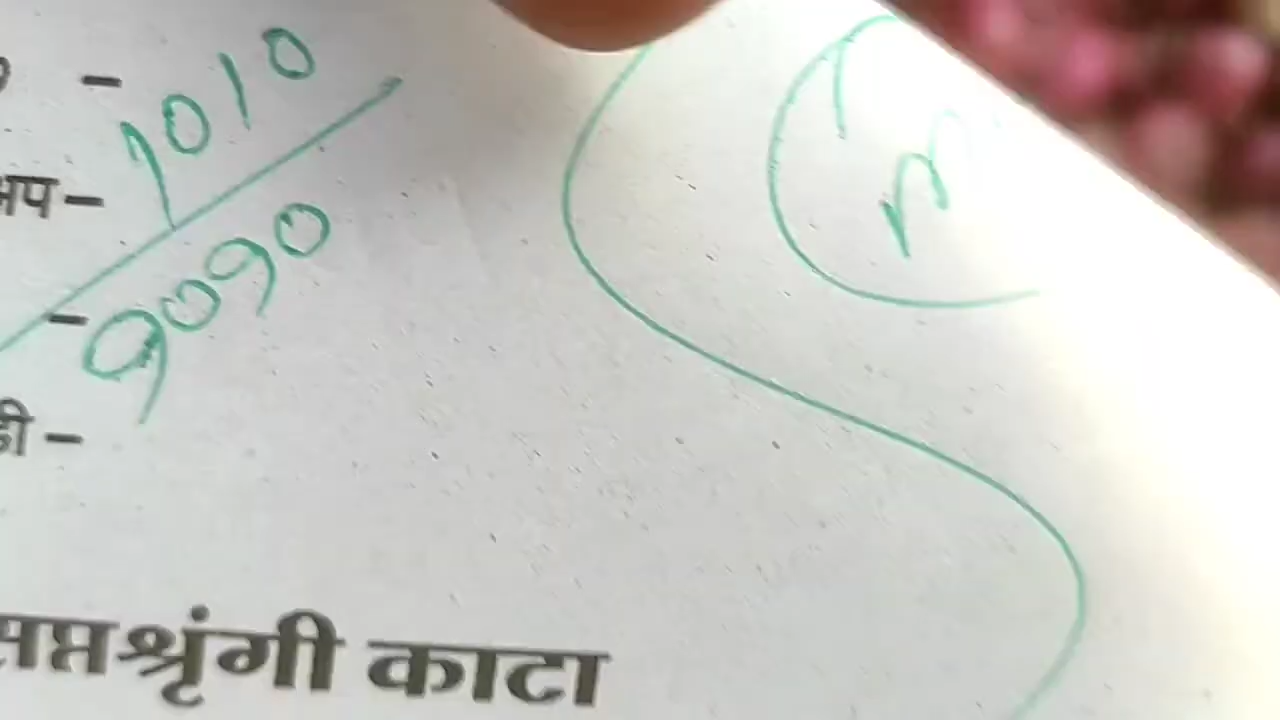 –
1010
अप –
–
9090
डी –
सप्तश्रृंगी काटा